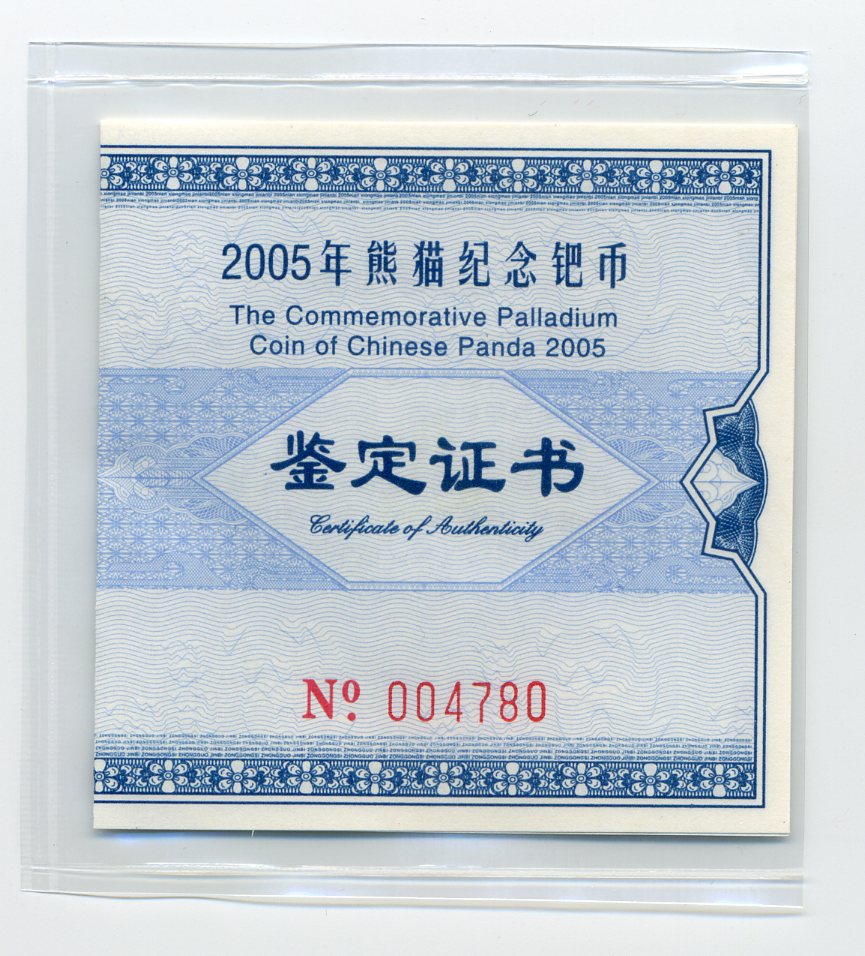 2005年熊猫纪念钯币
The Commemorative Palladium
Coin of Chinese Panda 2005
鉴定证书
Certificate of Authenticity
Nº. 004780